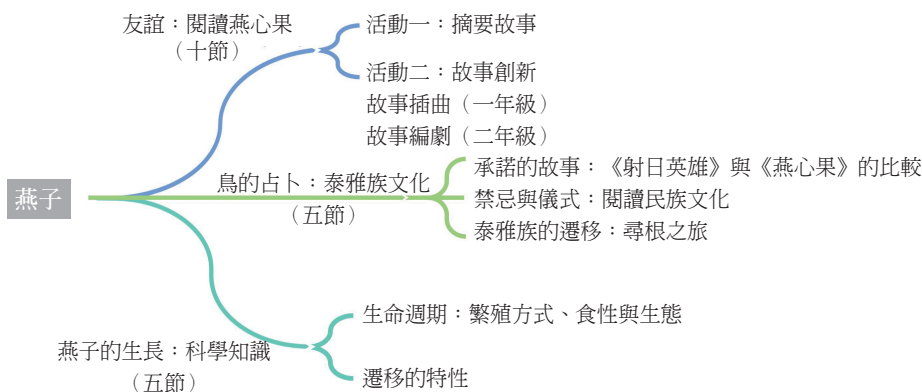 燕子
友誼：閱讀燕心果
（十節）
活動一：摘要故事
活動二：故事創新
故事插曲（一年級）
故事編劇（二年級）
鳥的占卜：泰雅族文化
（五節）
承諾的故事：《射日英雄》與《燕心果》的比較
禁忌與儀式：閱讀民族文化
泰雅族的遷移：尋根之旅
燕子的生長：科學知識
（五節）
生命週期：繁殖方式、食性與生態
遷移的特性